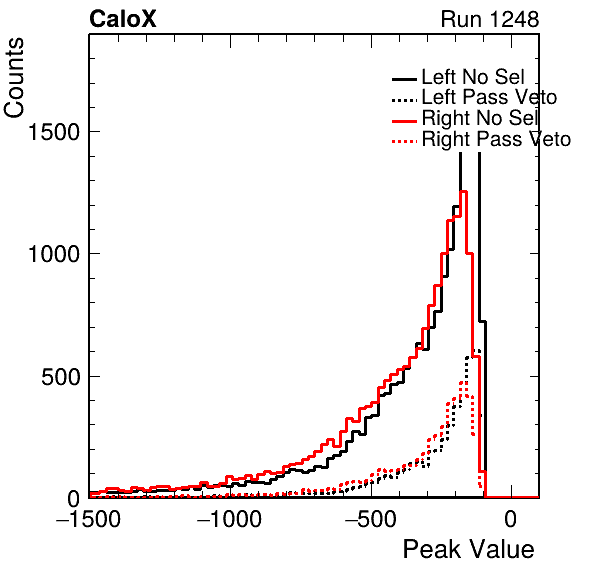 CaloX Run 1248
Counts
Left No Sel
Left Pass Veto
Right No Sel
Right Pass Veto
1500
1000
500
0
−1500 −1000 −500 0
Peak Value